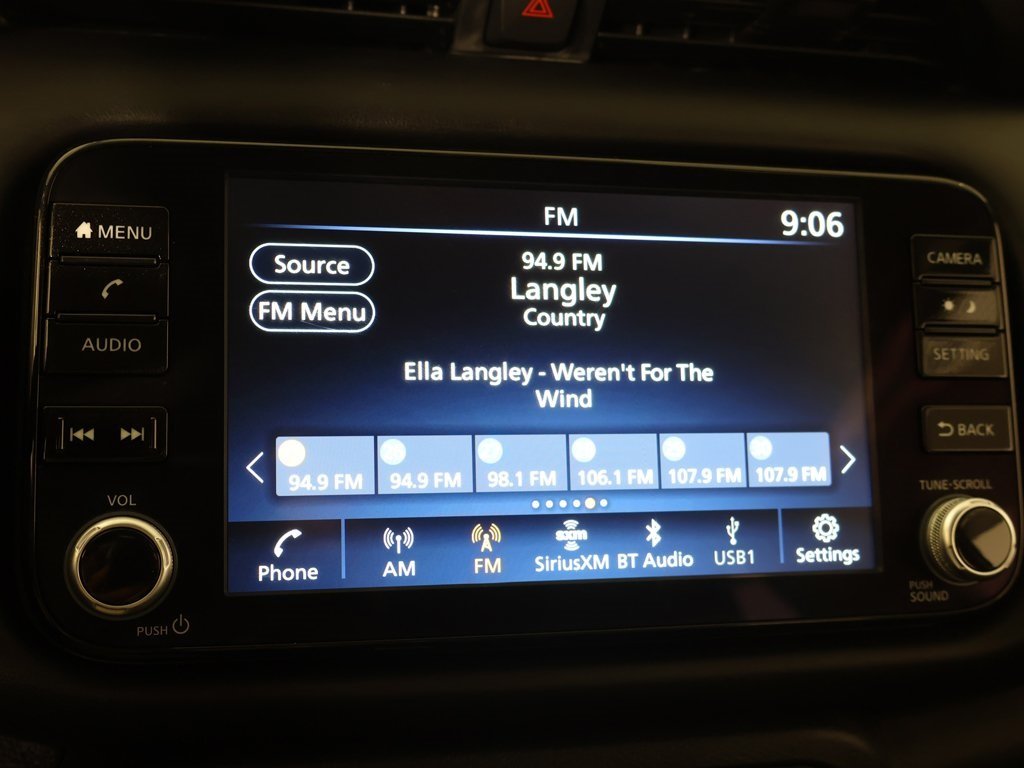 FM
9:06
MENU
AUDIO
VOL
PUSH
Source
FM Menu
94.9 FM
Langley
Country
Ella Langley - Weren't For The
Wind
94.9 FM 94.9 FM 98.1 FM 106.1 FM 107.9 FM 107.9 FM
Phone AM FM SiriusXM BT Audio USB1 Settings
sxm
CAMERA
SETTING
BACK
TUNE·SCROLL
PUSH
SOUND